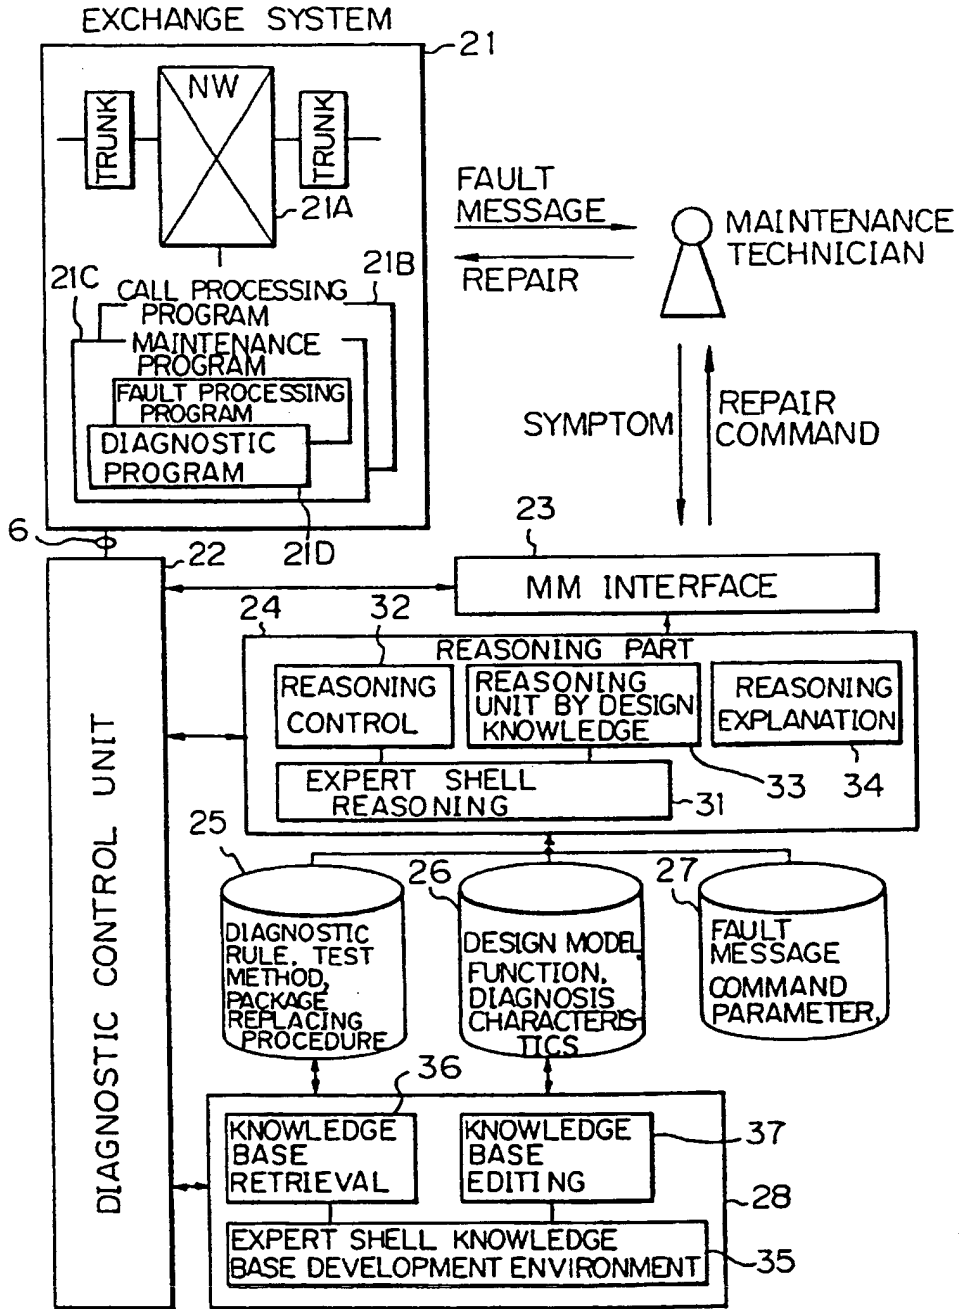 EXCHANGE SYSTEM
21
NW
TRUNK
TRUNK
21A
21C
21B
CALL PROCESSING
PROGRAM
MAINTENANCE
PROGRAM
FAULT PROCESSING
PROGRAM
DIAGNOSTIC
PROGRAM
21D
FAULT
MESSAGE
REPAIR
MAINTENANCE
TECHNICIAN
SYMPTOM
REPAIR
COMMAND
6
22
23
MM INTERFACE
DIAGNOSTIC CONTROL UNIT
24
32
REASONING PART
REASONING
CONTROL
REASONING
UNIT BY DESIGN
KNOWLEDGE
REASONING
EXPLANATION
EXPERT SHELL
REASONING
31
33
34
25
26
27
DIAGNOSTIC
RULE, TEST
METHOD,
PACKAGE
REPLACING
PROCEDURE
DESIGN MODEL,
FUNCTION,
DIAGNOSIS
CHARACTERIS-
TICS
FAULT
MESSAGE
COMMAND
PARAMETER,
36
KNOWLEDGE
BASE
RETRIEVAL
KNOWLEDGE
BASE
EDITING
37
28
EXPERT SHELL KNOWLEDGE
BASE DEVELOPMENT ENVIRONMENT
35